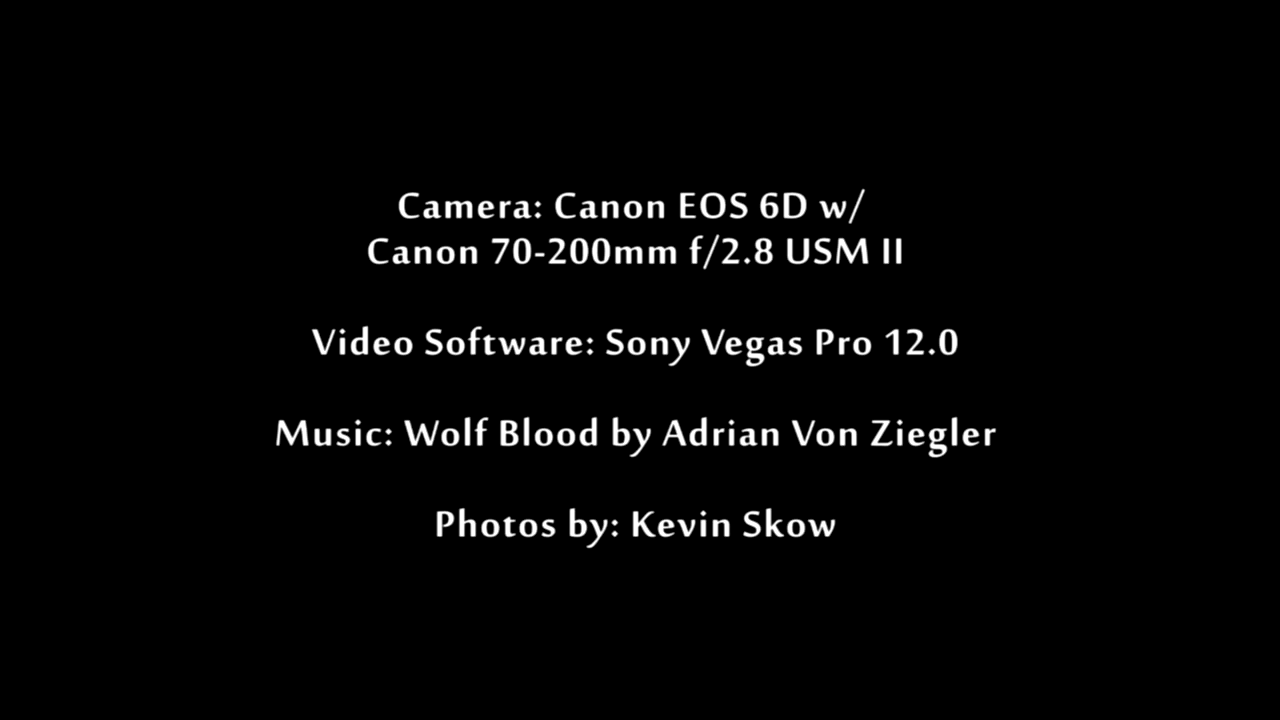 Camera: Canon EOS 6D w/
Canon 70-200mm f/2.8 USM II
Video Software: Sony Vegas Pro 12.0
Music: Wolf Blood by Adrian Von Ziegler
Photos by: Kevin Skow